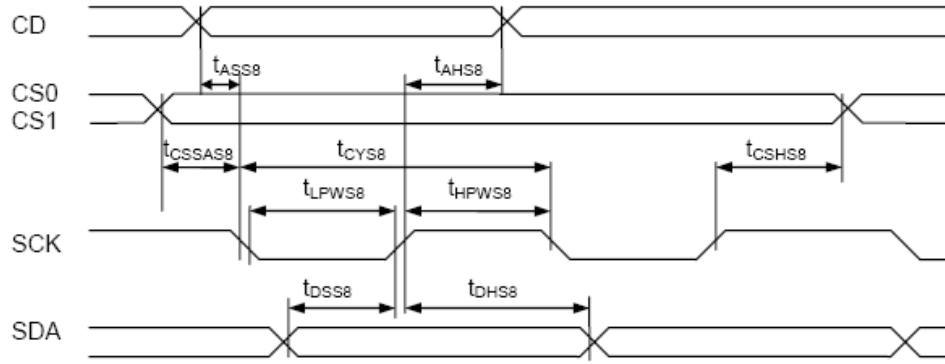 CD
tASS8 tAHS8
CS0
CS1
tCSSAS8 tCYS8 tCSHS8
tLPWS8 tHPWS8
SCK
tDSS8 tDHS8
SDA